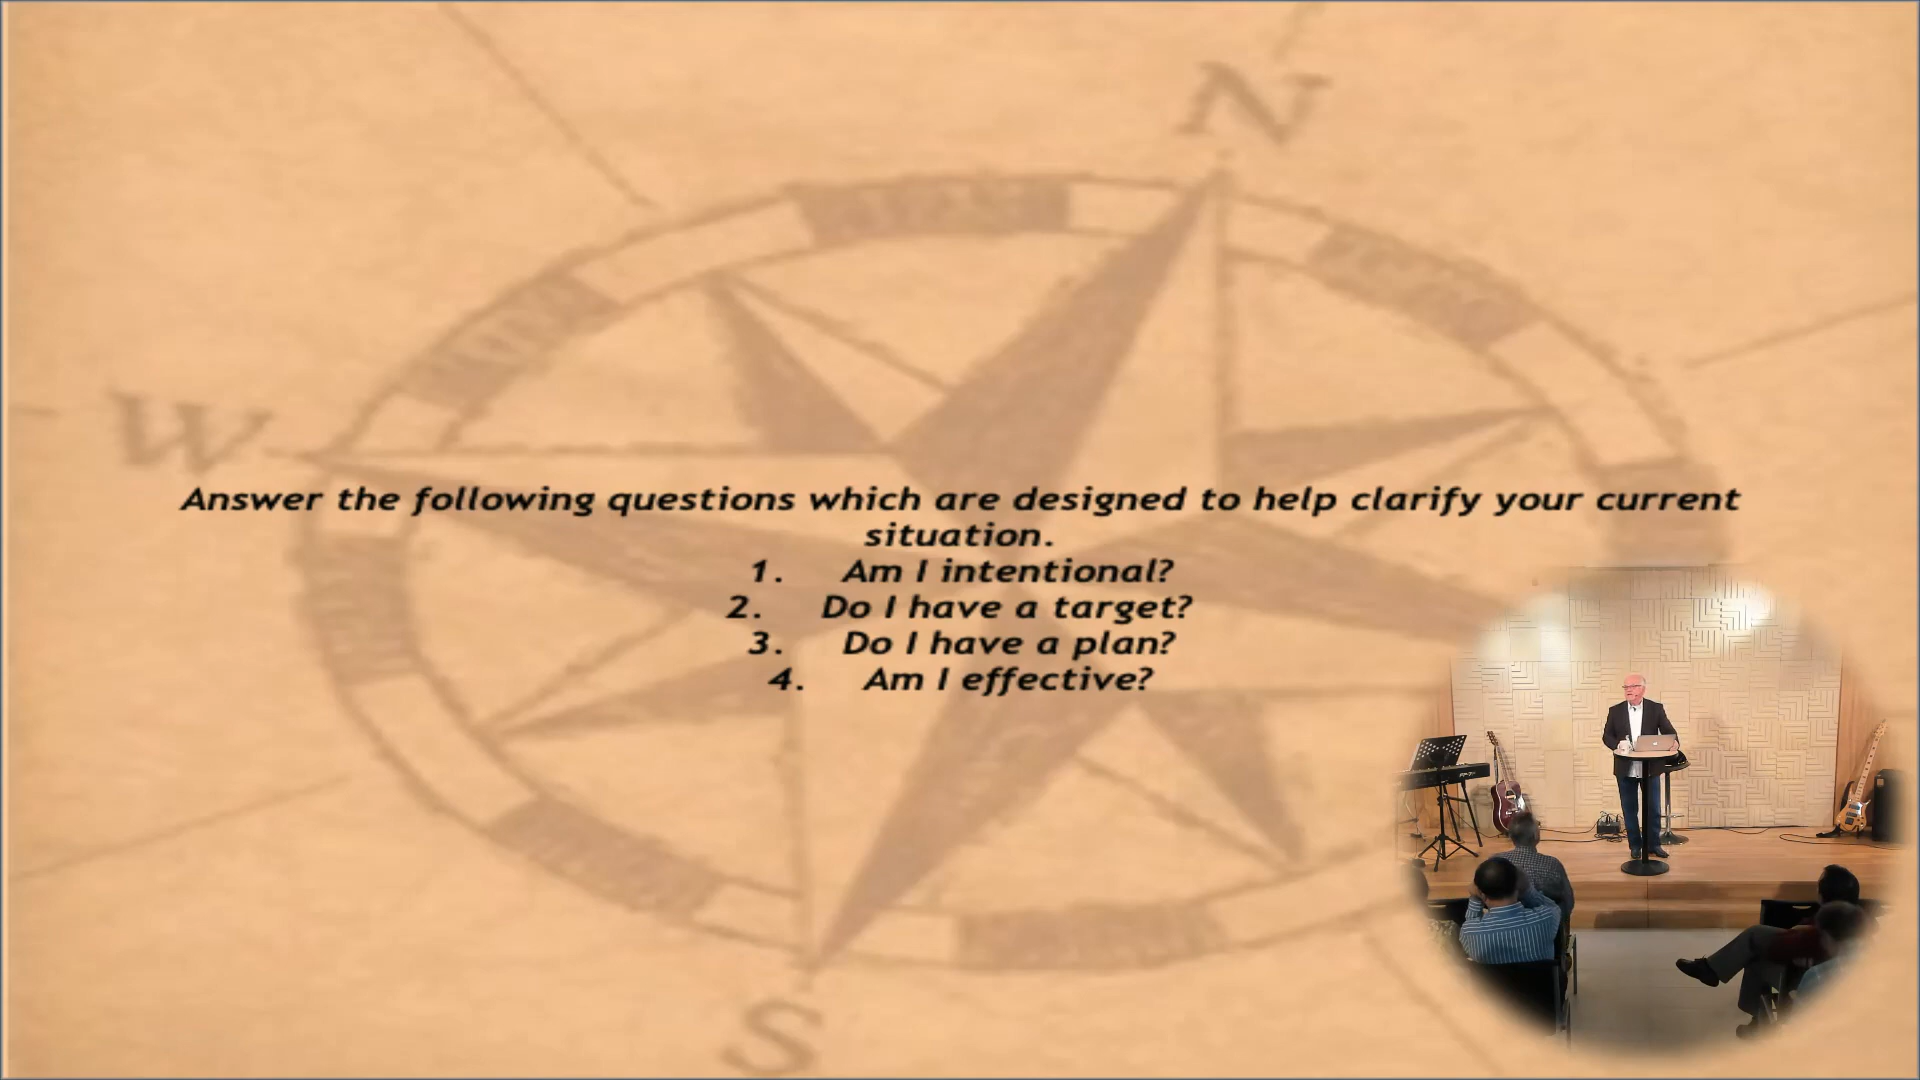 N
W
Answer the following questions which are designed to help clarify your current
situation.
1. Am I intentional?
2. Do I have a target?
3. Do I have a plan?
4. Am I effective?
S